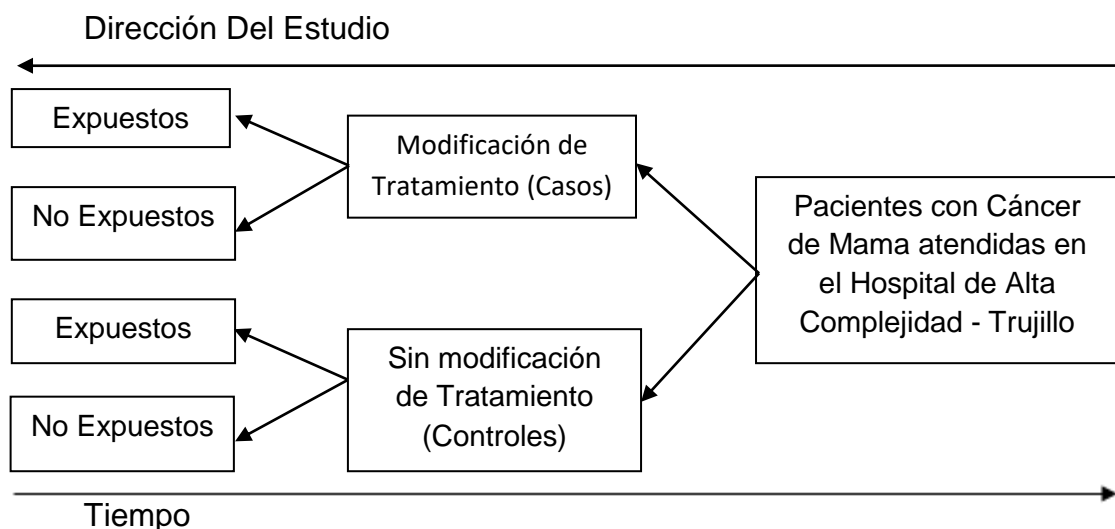 Dirección Del Estudio
Expuestos
No Expuestos
Modificación de
Tratamiento (Casos)
Pacientes con Cáncer
de Mama atendidas en
el Hospital de Alta
Complejidad - Trujillo
Expuestos
No Expuestos
Sin modificación
de Tratamiento
(Controles)
Tiempo